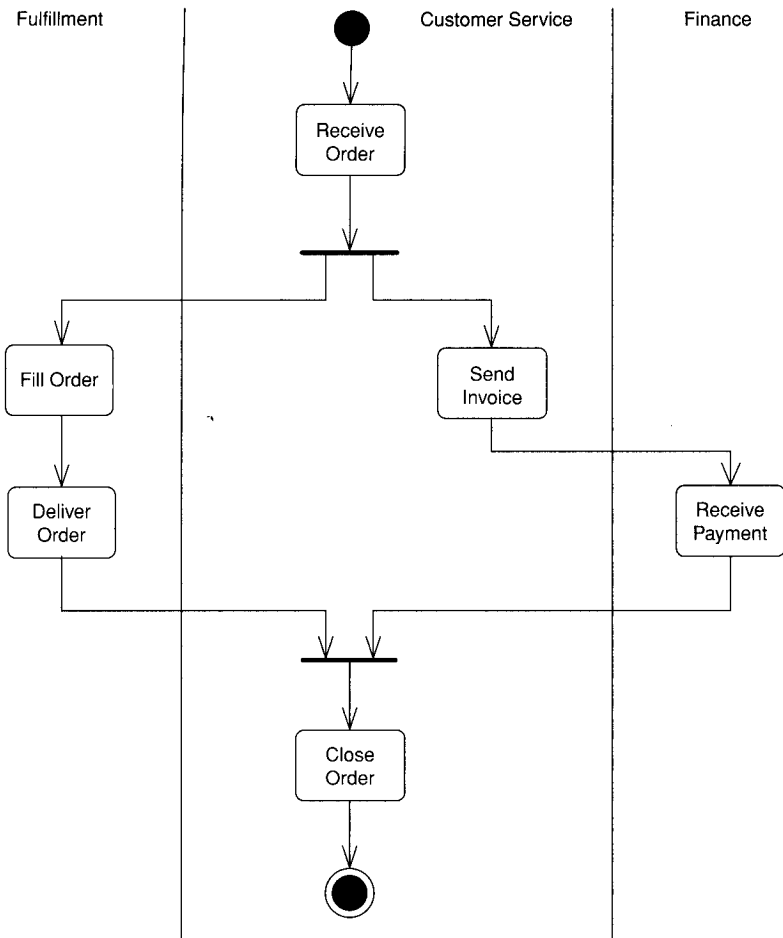 Fulfillment
Customer Service
Finance
Receive
Order
Fill Order
Send
Invoice
Deliver
Order
Receive
Payment
Close
Order